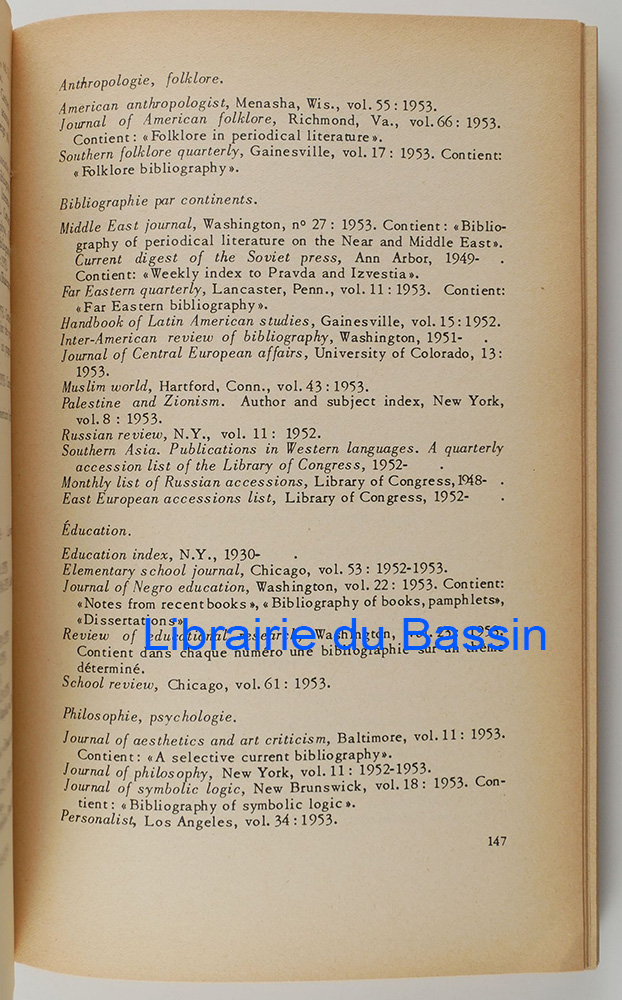 Anthropologie, folklore.
American anthropologist, Menasha, Wis., vol. 55 : 1953.
Journal of American folklore, Richmond, Va., vol. 66 : 1953.
Contient : « Folklore in periodical literature ».
Southern folklore quarterly, Gainesville, vol. 17 : 1953. Contient:
« Folklore bibliography ».
Bibliographie par continents.
Middle East journal, Washington, nº 27 : 1953. Contient : « Biblio-
graphy of periodical literature on the Near and Middle East».
Current digest of the Soviet press, Ann Arbor, 1949- .
Contient : «Weekly index to Pravda and Izvestia».
Far Eastern quarterly, Lancaster, Penn., vol. 11 : 1953. Contient:
« Far Eastern bibliography ».
Handbook of Latin American studies, Gainesville, vol. 15 : 1952.
Inter-American review of bibliography, Washington, 1951- .
Journal of Central European affairs, University of Colorado, 13 :
1953.
Muslim world, Hartford, Conn., vol. 43 : 1953.
Palestine and Zionism. Author and subject index, New York,
vol. 8 : 1953.
Russian review, N.Y., vol. 11 : 1952.
Southern Asia. Publications in Western languages. A quarterly
accession list of the Library of Congress, 1952- .
Monthly list of Russian accessions, Library of Congress, 1948- .
East European accessions list, Library of Congress, 1952- .
Éducation.
Education index, N.Y., 1930- .
Elementary school journal, Chicago, vol. 53 : 1952-1953.
Journal of Negro education, Washington, vol. 22 : 1953. Contient:
«Notes from recent books », « Bibliography of books, pamphlets»,
«Dissertations».
Review of educational research, Washington, vol. 23 : 1953.
Librairie du Bassin
Contient dans chaque numéro une bibliographie sur un thème
déterminé.
School review, Chicago, vol. 61 : 1953.
Philosophie, psychologie.
Journal of aesthetics and art criticism, Baltimore, vol. 11 : 1953.
Contient : «A selective current bibliography».
Journal of philosophy, New York, vol. 11 : 1952-1953.
Journal of symbolic logic, New Brunswick, vol. 18 : 1953. Con-
tient : « Bibliography of symbolic logic ».
Personalist, Los Angeles, vol. 34 : 1953.
147